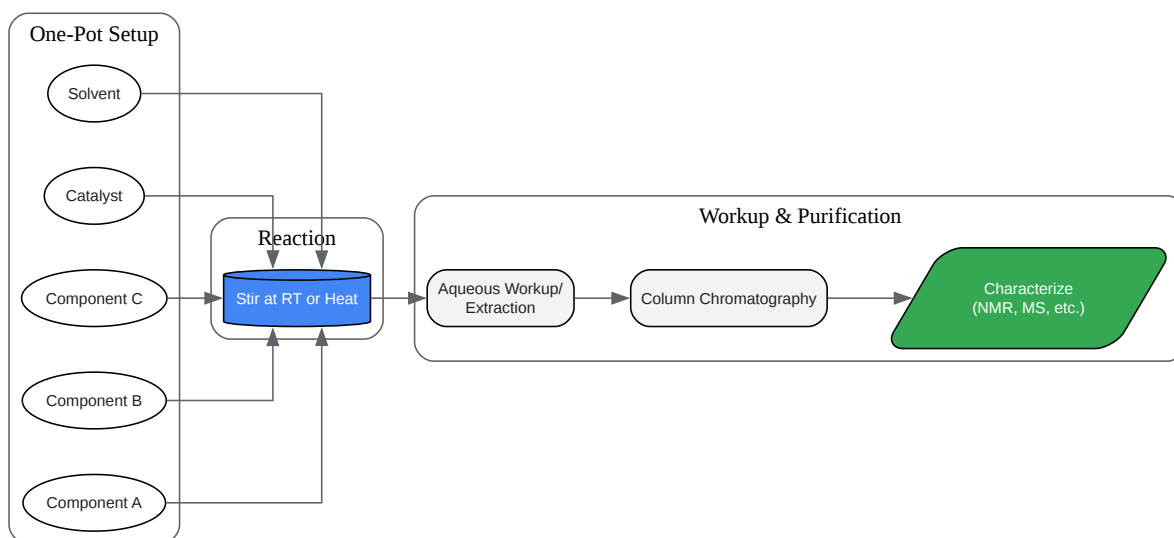 One-Pot Setup
Solvent
Catalyst
Component C
Component B
Component A
Reaction
Stir at RT or Heat
Workup & Purification
Aqueous Workup/
Extraction
Column Chromatography
Characterize
(NMR, MS, etc.)